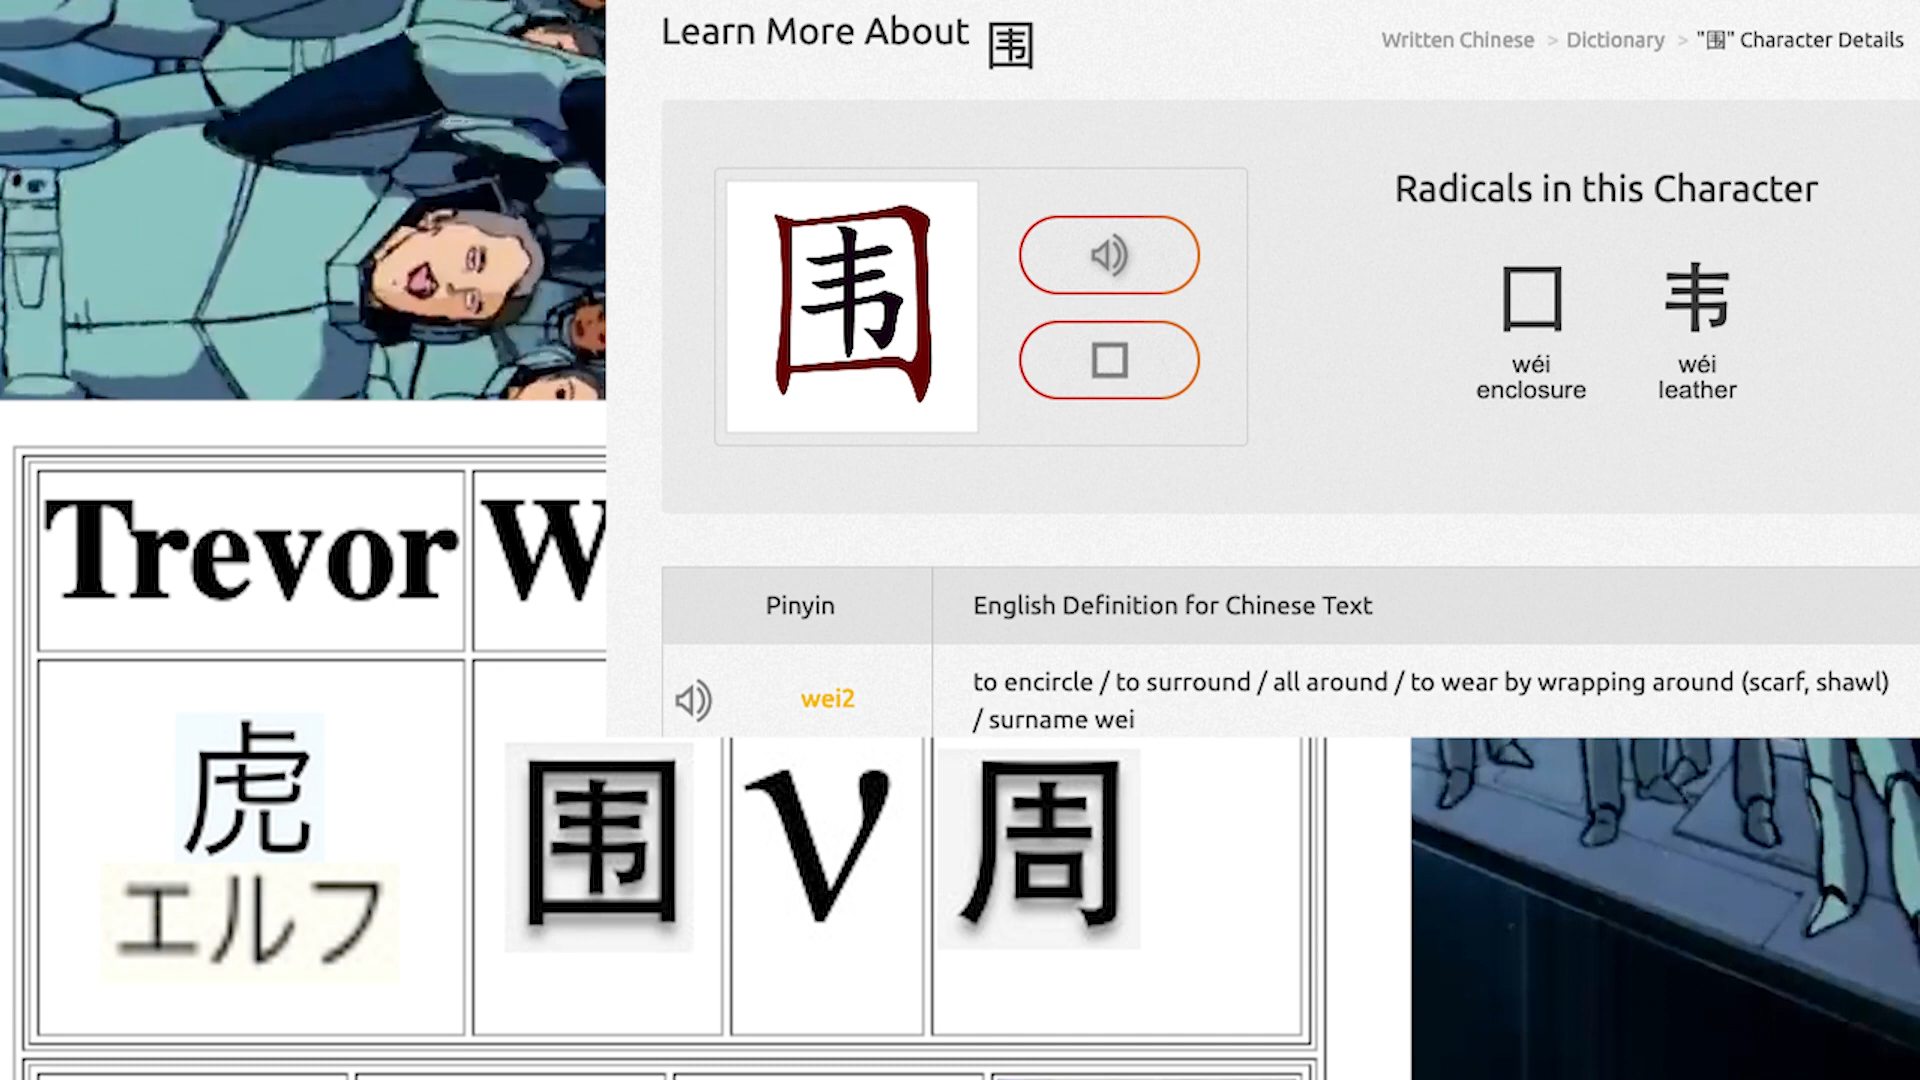 Learn More About 围
Written Chinese > Dictionary > "围" Character Details
围
Radicals in this Character
囗 韦
wéi wéi
enclosure leather
Pinyin English Definition for Chinese Text
wei2 to encircle / to surround / all around / to wear by wrapping around (scarf, shawl)
/ surname wei
Trevor W
虎 围 ν 周
エルフ